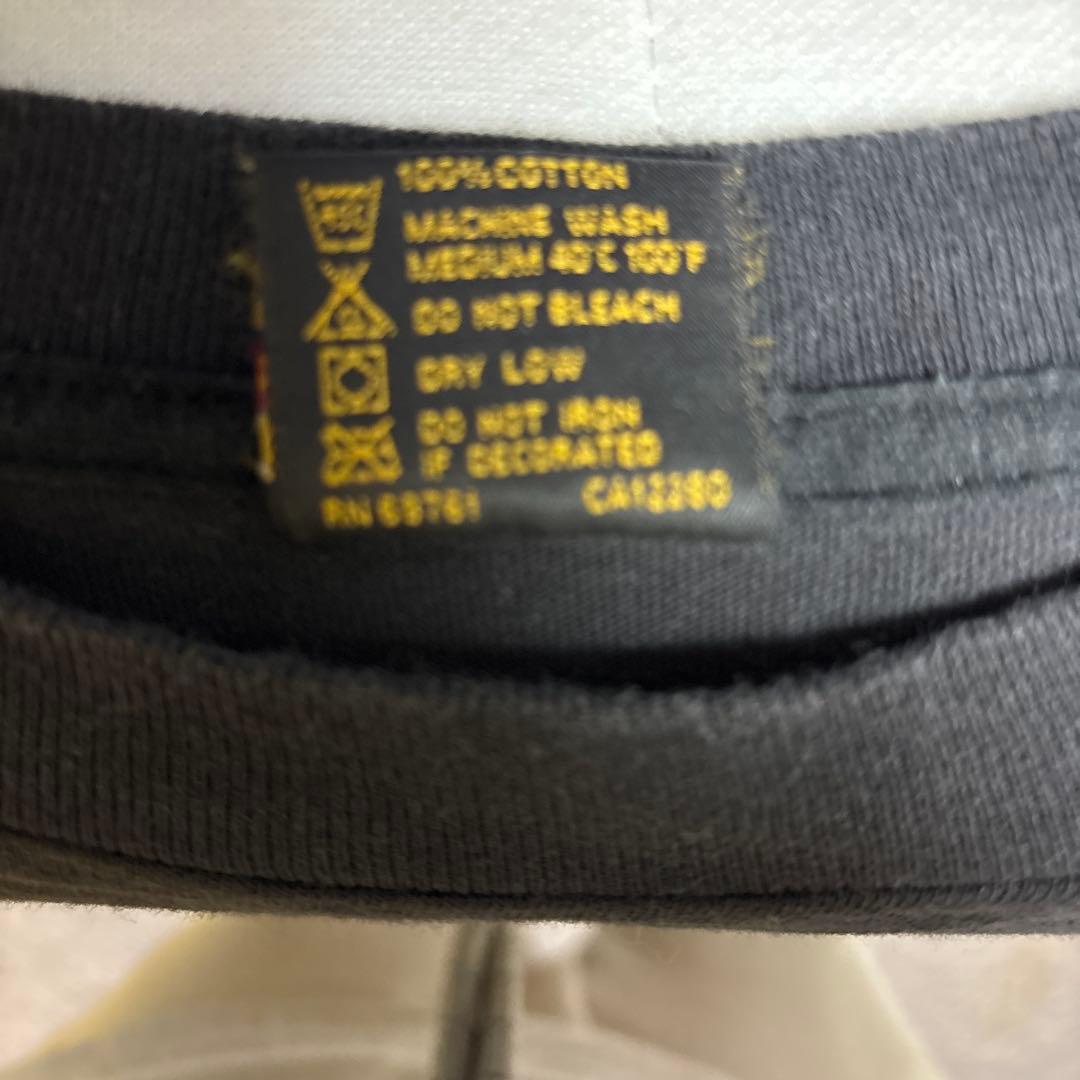 100% COTTON
MACHINE WASH
MEDIUM 40°C 100°F
DO NOT BLEACH
DRY LOW
DO NOT IRON
IF DECORATED
RN 69761 CA12280